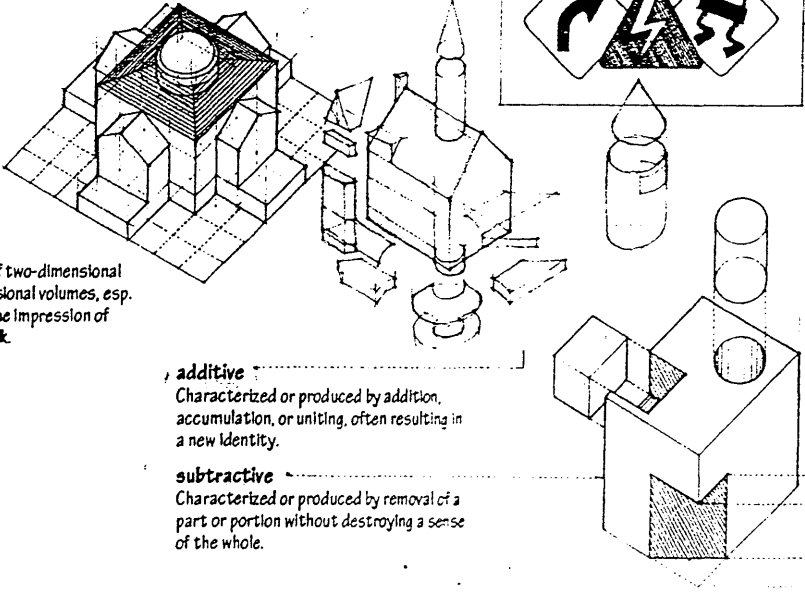 f two-dimensional
sional volumes, esp.
he impression of
k.
additive
Characterized or produced by addition,
accumulation, or uniting, often resulting in
a new identity.
subtractive
Characterized or produced by removal of a
part or portion without destroying a sense
of the whole.